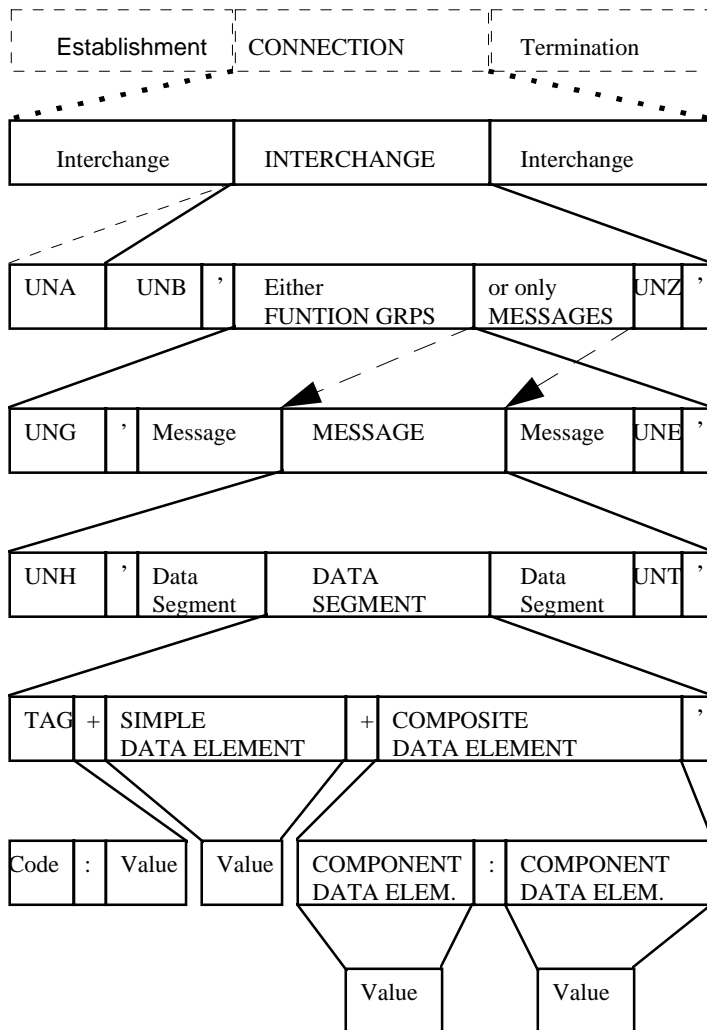 Establishment CONNECTION Termination
Interchange INTERCHANGE Interchange
UNA UNB ’ Either or only UNZ ’
FUNTION GRPS MESSAGES
UNG ’ Message MESSAGE Message UNE ’
UNH ’ Data DATA Data UNT ’
Segment SEGMENT Segment
TAG + SIMPLE + COMPOSITE ’
DATA ELEMENT DATA ELEMENT
Code : Value Value COMPONENT : COMPONENT
DATA ELEM. DATA ELEM.
Value Value